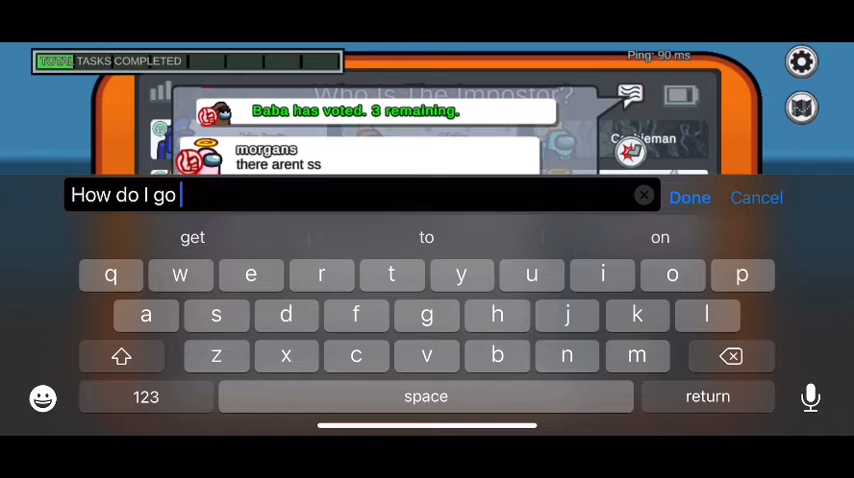 TOTAL TASKS COMPLETED
Ping: 90 ms
Who Is The Impostor?
Baba has voted. 3 remaining.
morgans
there arent ss
How do I go
Done
Cancel
get
to
on
q w e r t y u i o p
a s d f g h j k l
z x c v b n m
123
space
return